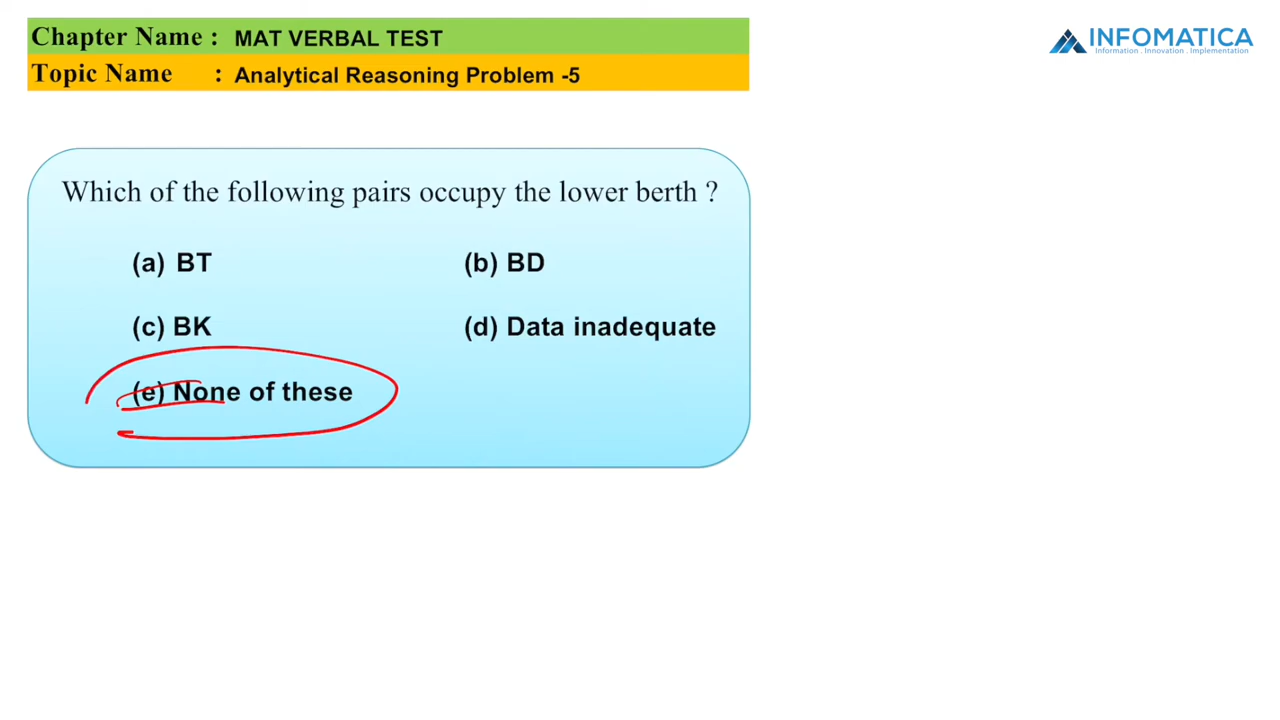 Chapter Name : MAT VERBAL TEST
INFOMATICA
Information . Innovation . Implementation
Topic Name : Analytical Reasoning Problem -5
Which of the following pairs occupy the lower berth ?
(a) BT (b) BD
(c) BK (d) Data inadequate
(e) None of these